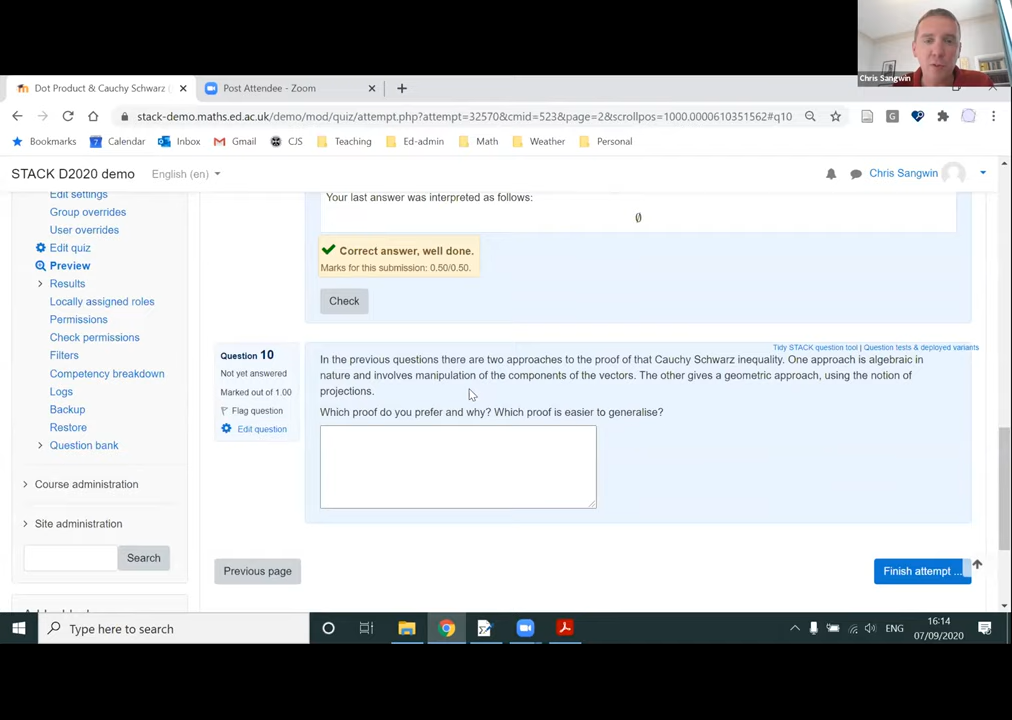 Chris Sangwin
Dot Product & Cauchy Schwarz
Post Attendee - Zoom
stack-demo.maths.ed.ac.uk/demo/mod/quiz/attempt.php?attempt=32570&cmid=523&page=2&scrollpos=1000.0000610351562#q10
Bookmarks Calendar Inbox Gmail CJS Teaching Ed-admin Math Weather Personal
STACK D2020 demo English (en) Chris Sangwin
Edit settings
Group overrides
User overrides
Edit quiz
Preview
Results
Locally assigned roles
Permissions
Check permissions
Filters
Competency breakdown
Logs
Backup
Restore
Question bank
Course administration
Site administration
Search
Your last answer was interpreted as follows:
∅
Correct answer, well done.
Marks for this submission: 0.50/0.50.
Check
Question 10
Not yet answered
Marked out of 1.00
Flag question
Edit question
Tidy STACK question tool | Question tests & deployed variants
In the previous questions there are two approaches to the proof of that Cauchy Schwarz inequality. One approach is algebraic in
nature and involves manipulation of the components of the vectors. The other gives a geometric approach, using the notion of
projections.
Which proof do you prefer and why? Which proof is easier to generalise?
Previous page
Finish attempt ...
Type here to search
ENG
16:14
07/09/2020